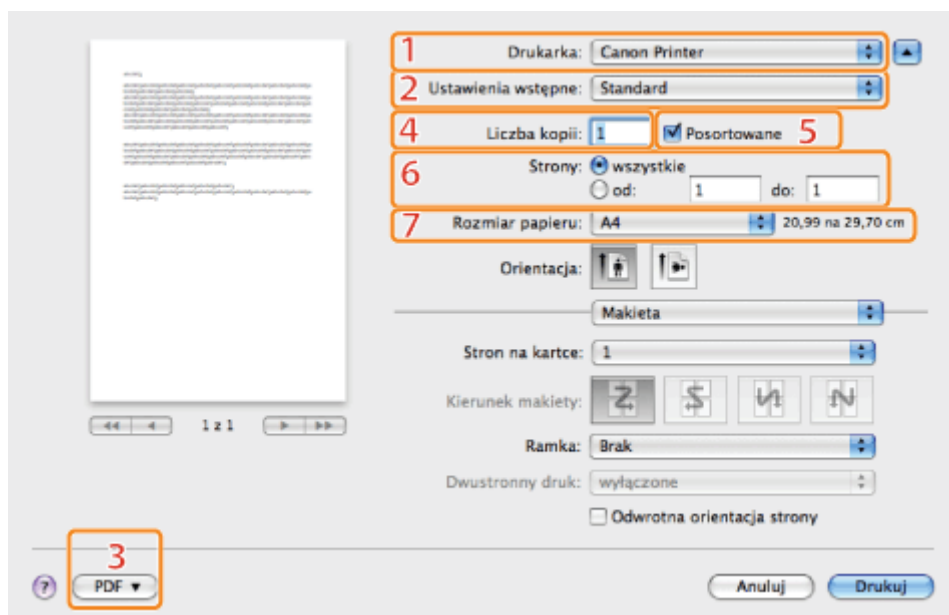 1 Drukarka: Canon Printer
2 Ustawienia wstępne: Standard
4 Liczba kopii: 1 Posortowane 5
6 Strony: wszystkie
od: 1 do: 1
7 Rozmiar papieru: A4 20,99 na 29,70 cm
Orientacja:
Makieta
Stron na kartce: 1
Kierunek makiety:
1 z 1
Ramka: Brak
Dwustronny druk: wyłączone
Odwrotna orientacja strony
3
? PDF Anuluj Drukuj